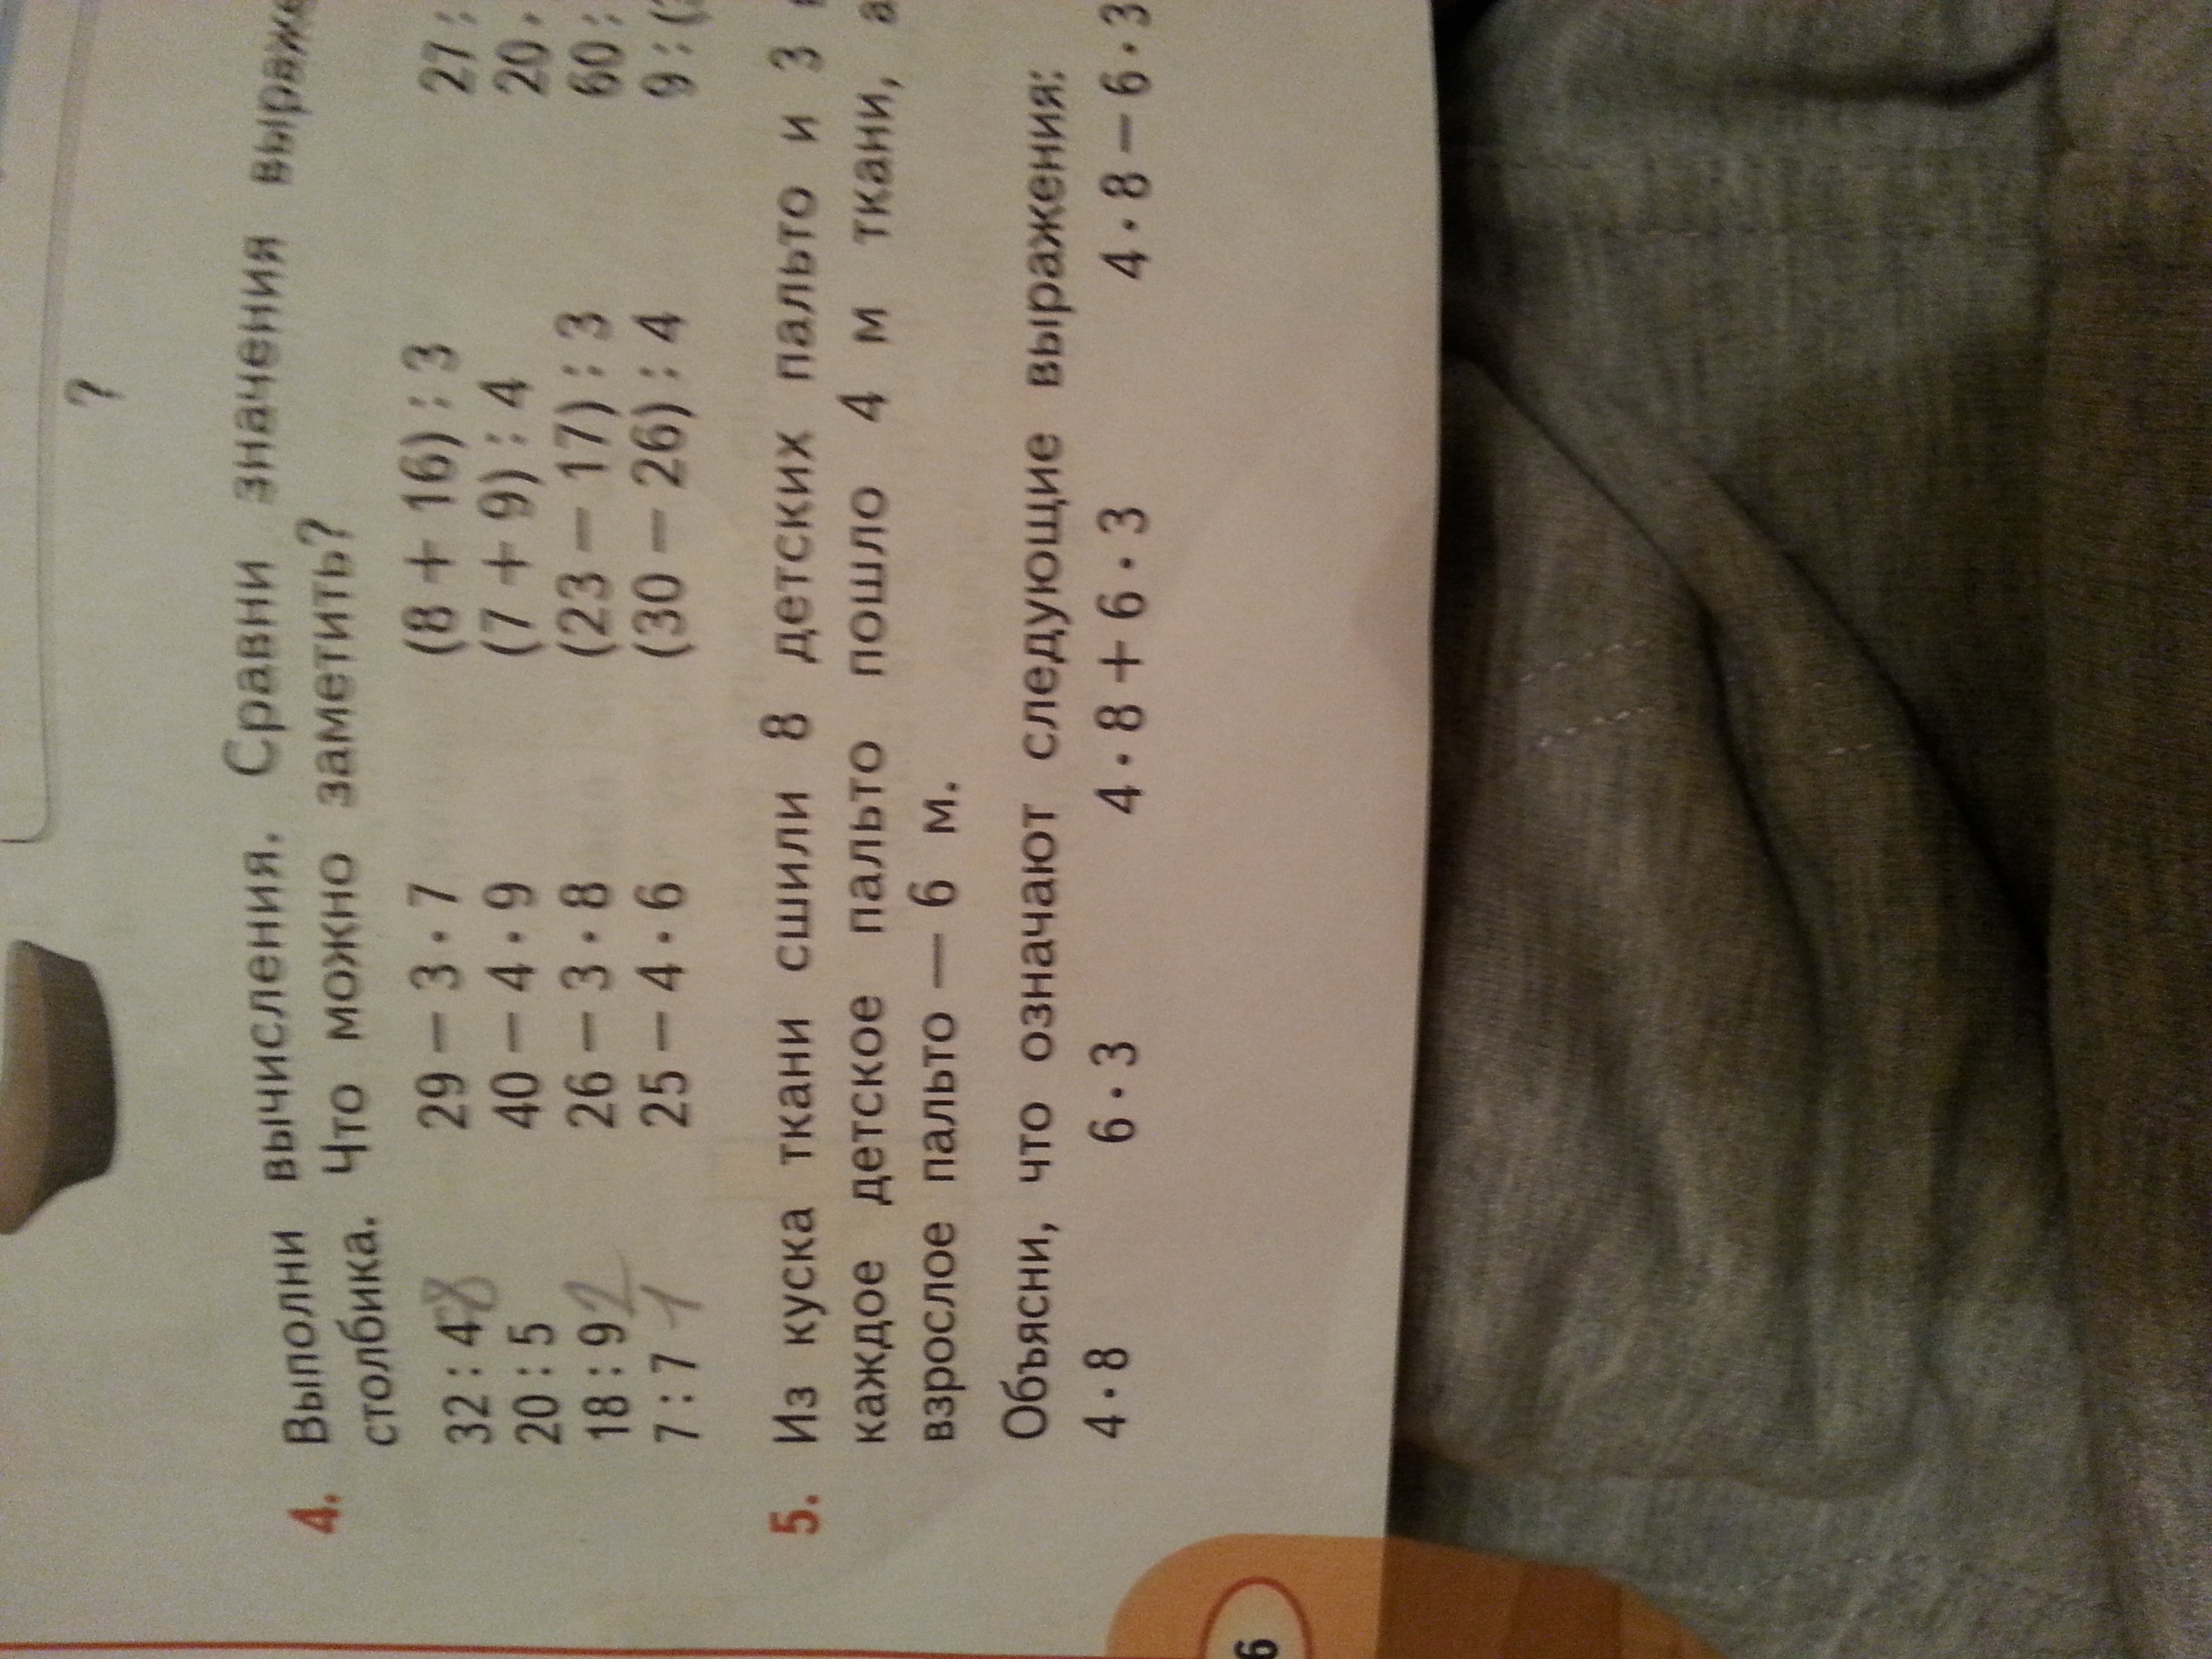 ?
4. Выполни вычисления. Сравни значения
столбика. Что можно заметить?
32 : 4 8 29 − 3 · 7 (8 + 16) : 3 27 :
20 : 5 40 − 4 · 9 (7 + 9) : 4 20
18 : 9 2 26 − 3 · 8 (23 − 17) : 3 60 :
7 : 7 1 25 − 4 · 6 (30 − 26) : 4 9 : (
5. Из куска ткани сшили 8 детских пальто и 3
каждое детское пальто пошло 4 м ткани, а
взрослое пальто — 6 м.
Объясни, что означают следующие выражения:
4 · 8 6 · 3 4 · 8 + 6 · 3 4 · 8 − 6 · 3
6